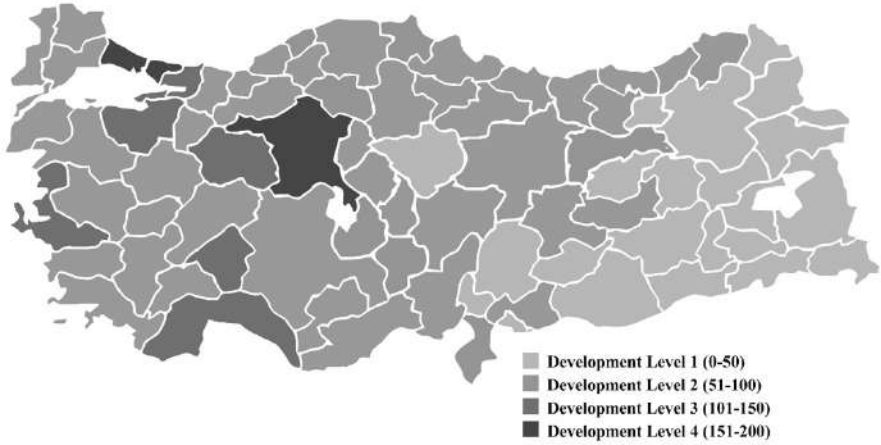 Development Level 1 (0-50)
Development Level 2 (51-100)
Development Level 3 (101-150)
Development Level 4 (151-200)